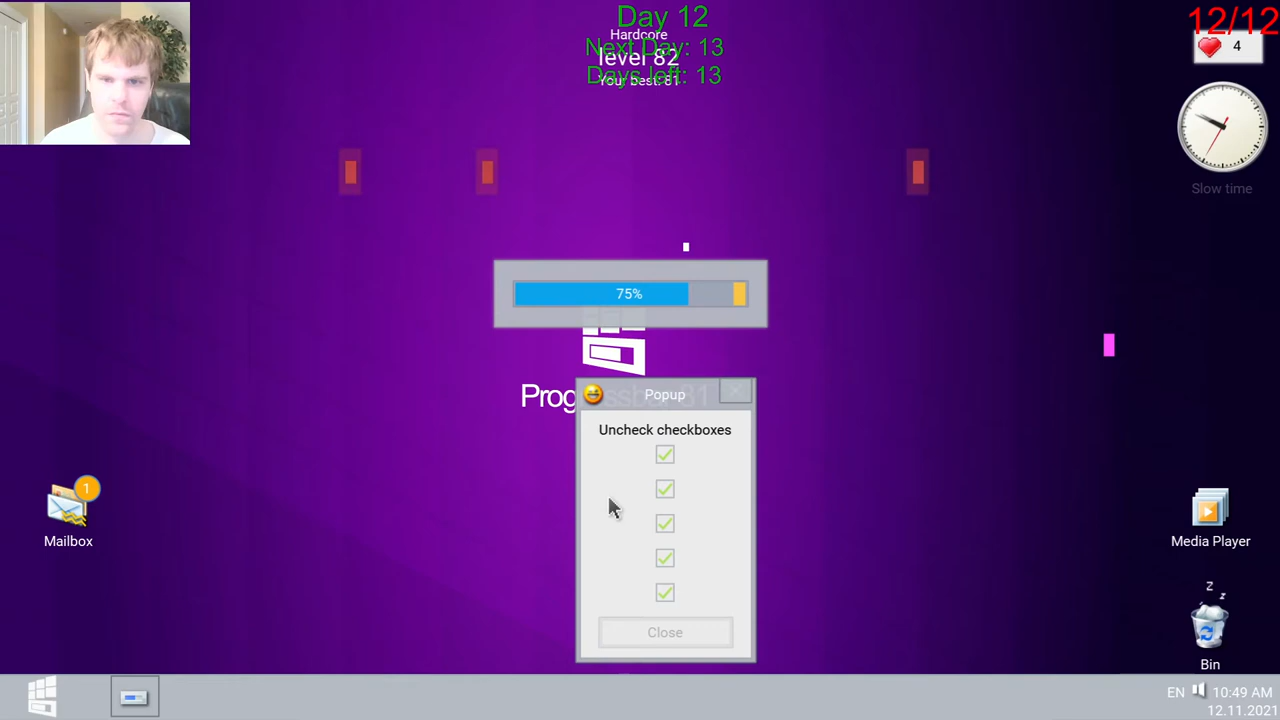 Day 12
Hardcore
Next Day: 13
level 82
Days left: 13
Your best: 81
12/12
4
Slow time
75%
Popup
Uncheck checkboxes
Close
1
Mailbox
Media Player
Bin
EN
10:49 AM
12.11.2021